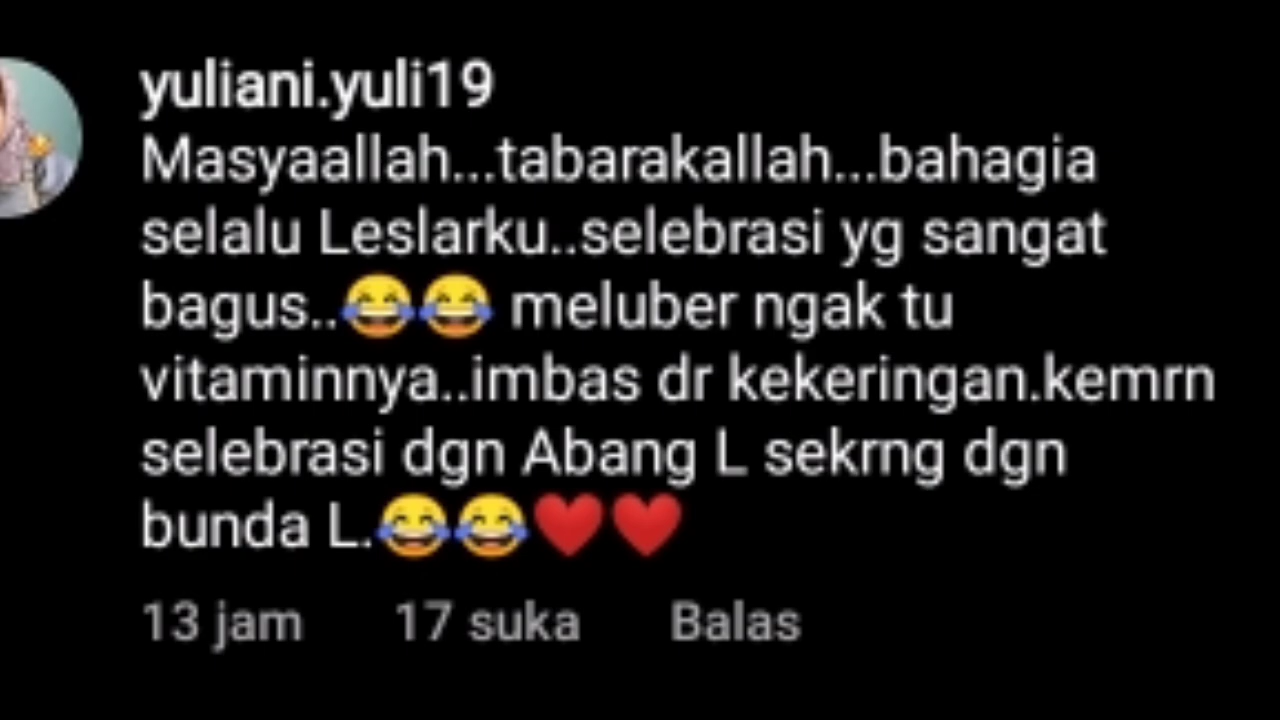 yuliani.yuli19
Masyaallah...tabarakallah...bahagia
selalu Leslarku..selebrasi yg sangat
bagus..😂😂 meluber ngak tu
vitaminnya..imbas dr kekeringan.kemrn
selebrasi dgn Abang L sekrng dgn
bunda L.😂😂❤️❤️
13 jam 17 suka Balas